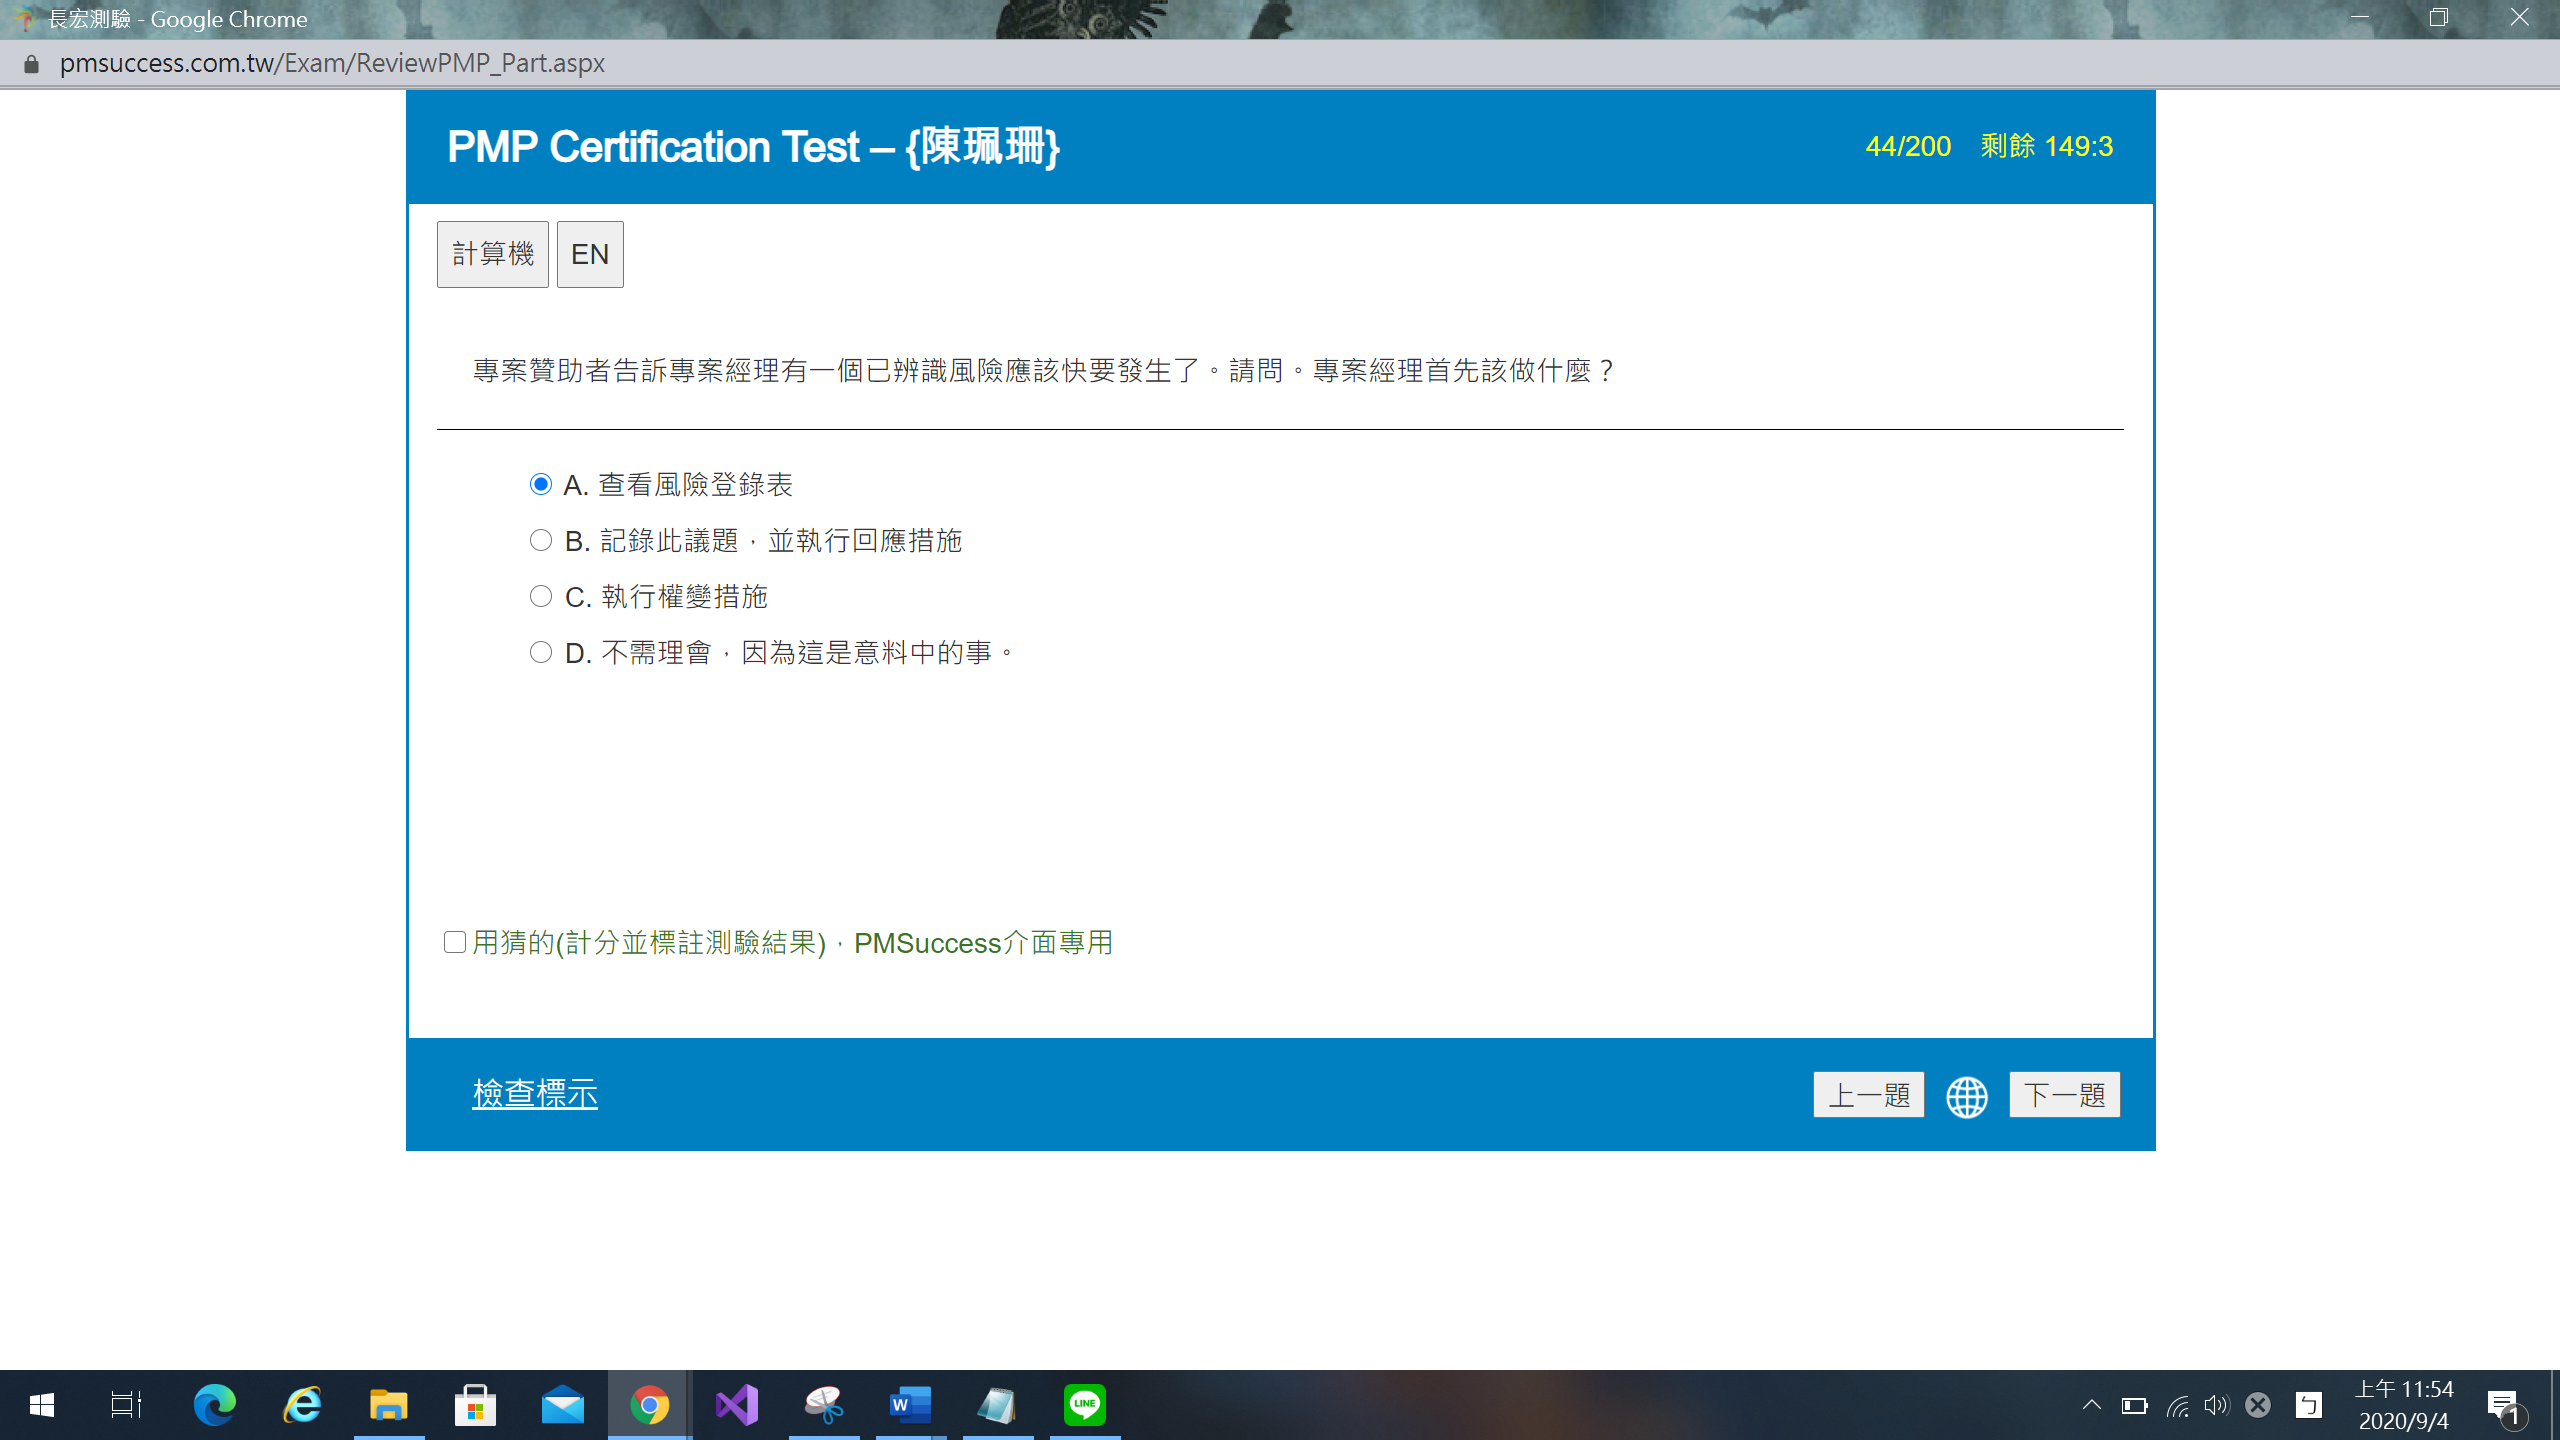 長宏測驗 - Google Chrome
pmsuccess.com.tw/Exam/ReviewPMP_Part.aspx
PMP Certification Test – {陳珮珊}
44/200 剩餘 149:3
計算機 EN
專案贊助者告訴專案經理有一個已辨識風險應該快要發生了。請問。專案經理首先該做什麼？
A. 查看風險登錄表
B. 記錄此議題，並執行回應措施
C. 執行權變措施
D. 不需理會，因為這是意料中的事。
用猜的(計分並標註測驗結果)，PMSuccess介面專用
檢查標示
上一題 下一題
W
LINE
ㄅ
上午 11:54
2020/9/4
1